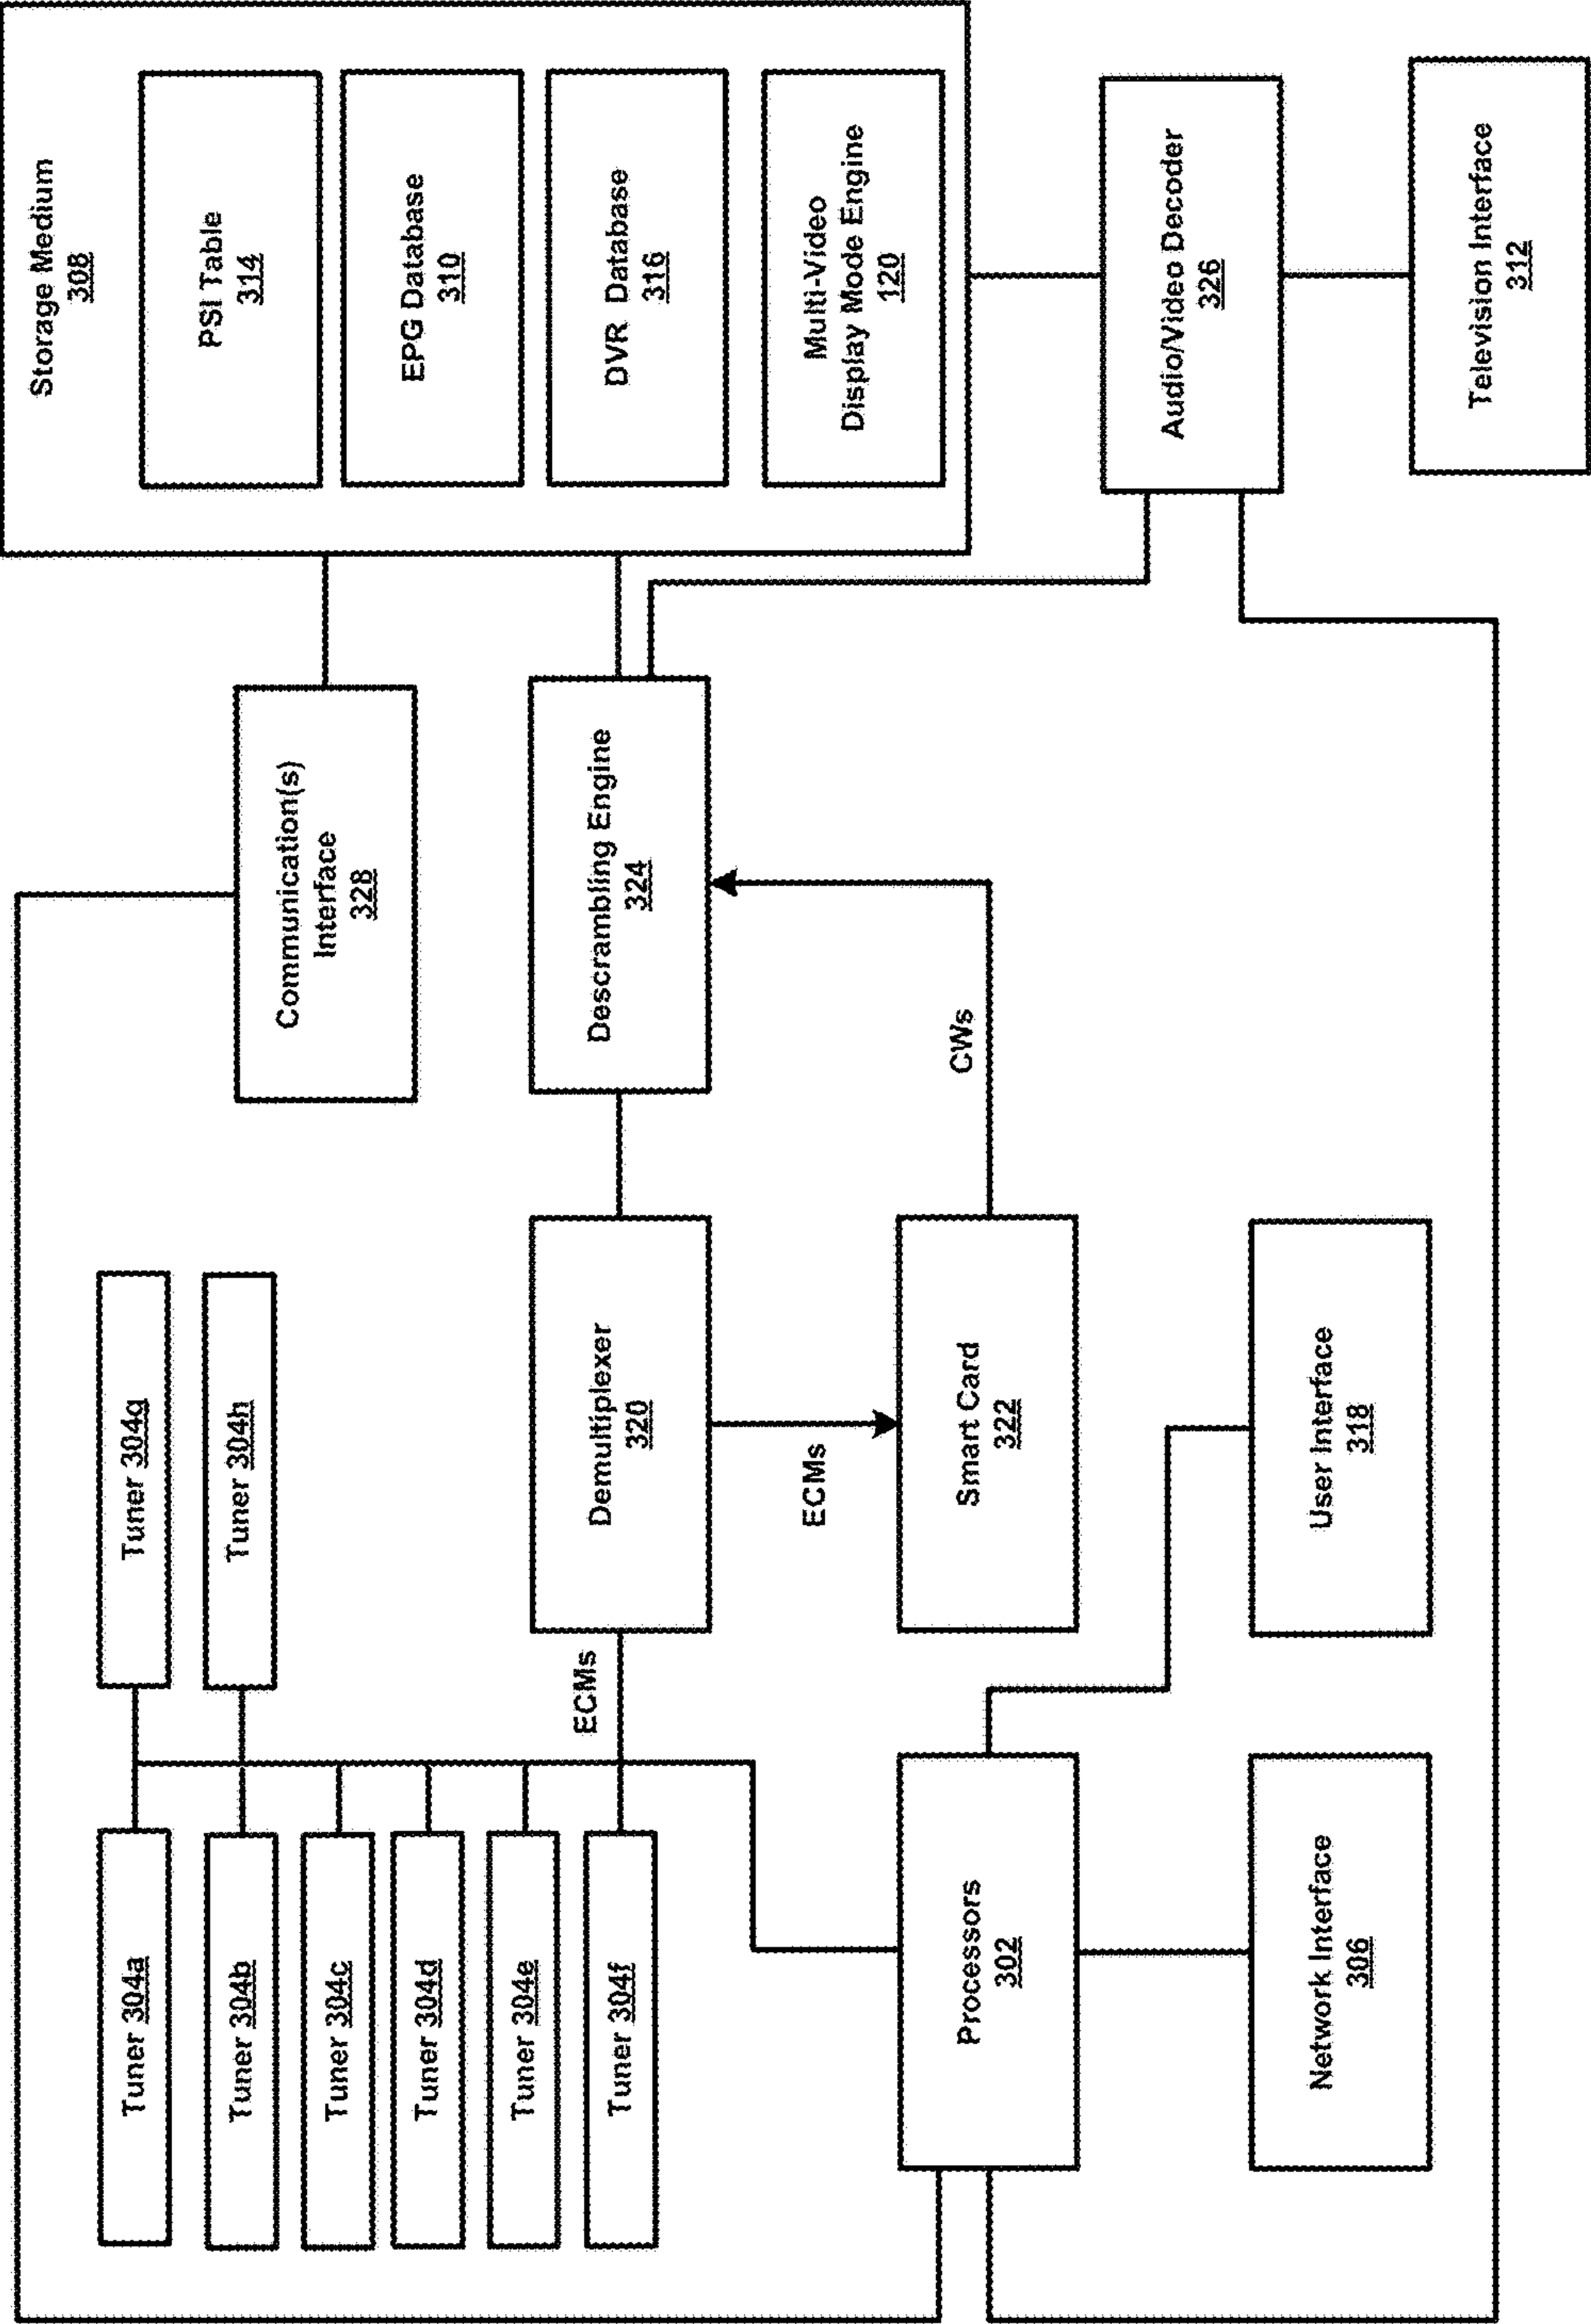 Tuner 304a
Tuner 304b
Tuner 304c
Tuner 304d
Tuner 304e
Tuner 304f
Tuner 304g
Tuner 304h
ECMs
Demultiplexer
320
ECMs
Smart Card
322
CWs
Processors
302
Network Interface
306
User Interface
318
Communication(s)
Interface
328
Descrambling Engine
324
Storage Medium
308
PSI Table
314
EPG Database
310
DVR Database
316
Multi-Video
Display Mode Engine
120
Audio/Video Decoder
326
Television Interface
312